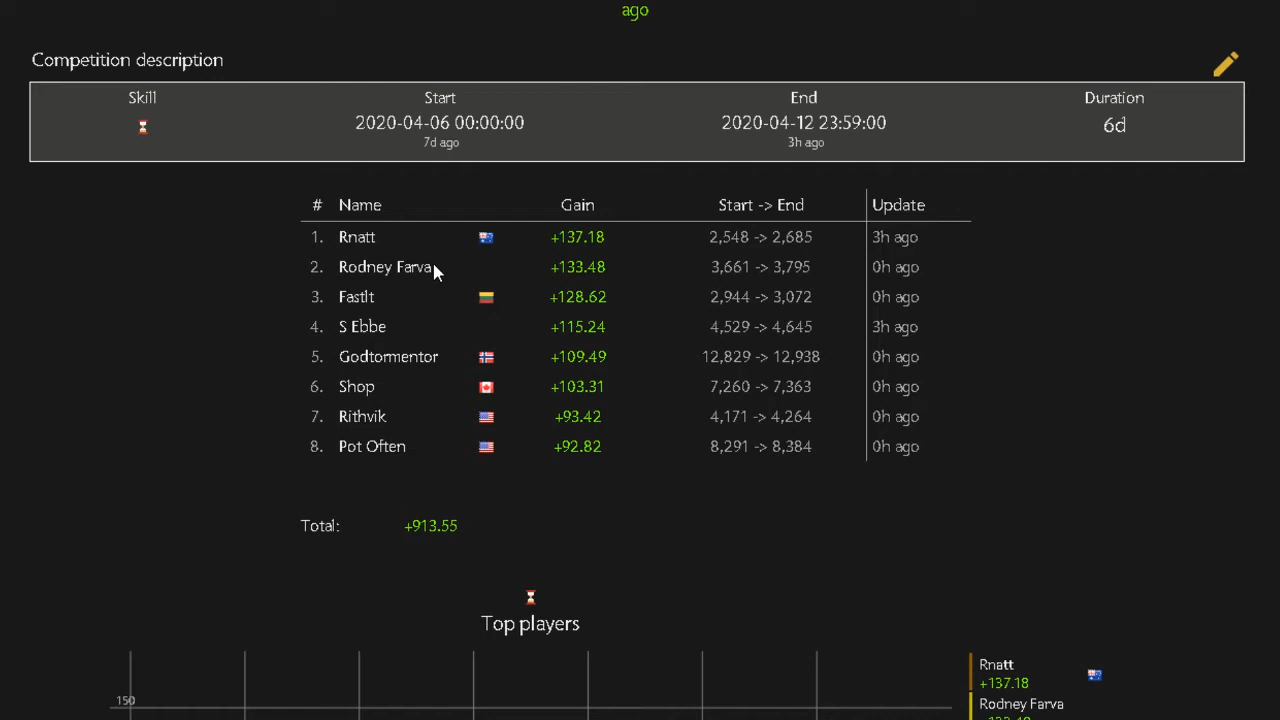 ago
Competition description
Skill Start End Duration
2020-04-06 00:00:00 2020-04-12 23:59:00 6d
7d ago 3h ago
# Name Gain Start -> End Update
1. Rnatt +137.18 2,548 -> 2,685 3h ago
2. Rodney Farva +133.48 3,661 -> 3,795 0h ago
3. Fastlt +128.62 2,944 -> 3,072 0h ago
4. S Ebbe +115.24 4,529 -> 4,645 3h ago
5. Godtormentor +109.49 12,829 -> 12,938 0h ago
6. Shop +103.31 7,260 -> 7,363 0h ago
7. Rithvik +93.42 4,171 -> 4,264 0h ago
8. Pot Often +92.82 8,291 -> 8,384 0h ago
Total: +913.55
Top players
Rnatt
+137.18
150
Rodney Farva